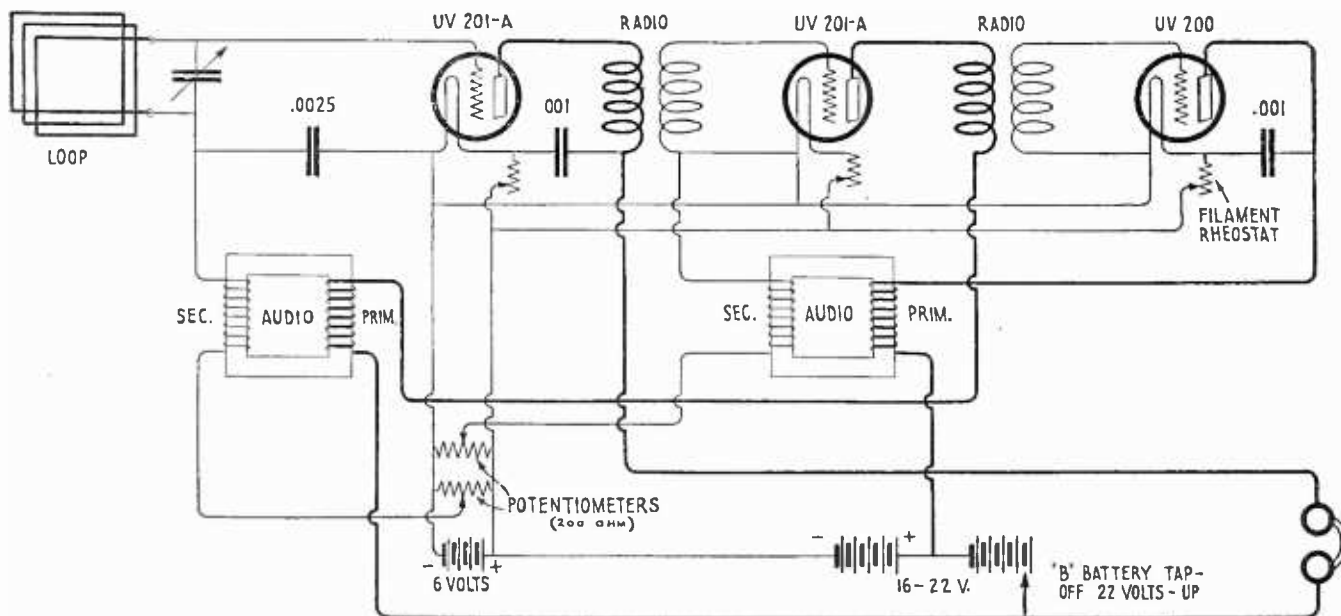 UV 201-A
RADIO
UV 201-A
RADIO
UV 200
.0025
001
.001
LOOP
FILAMENT
RHEOSTAT
SEC.
AUDIO
PRIM.
SEC.
AUDIO
PRIM.
POTENTIOMETERS
(200 OHM)
- +
6 VOLTS
- +
16-22 V.
"B" BATTERY TAP-
OFF 22 VOLTS-UP